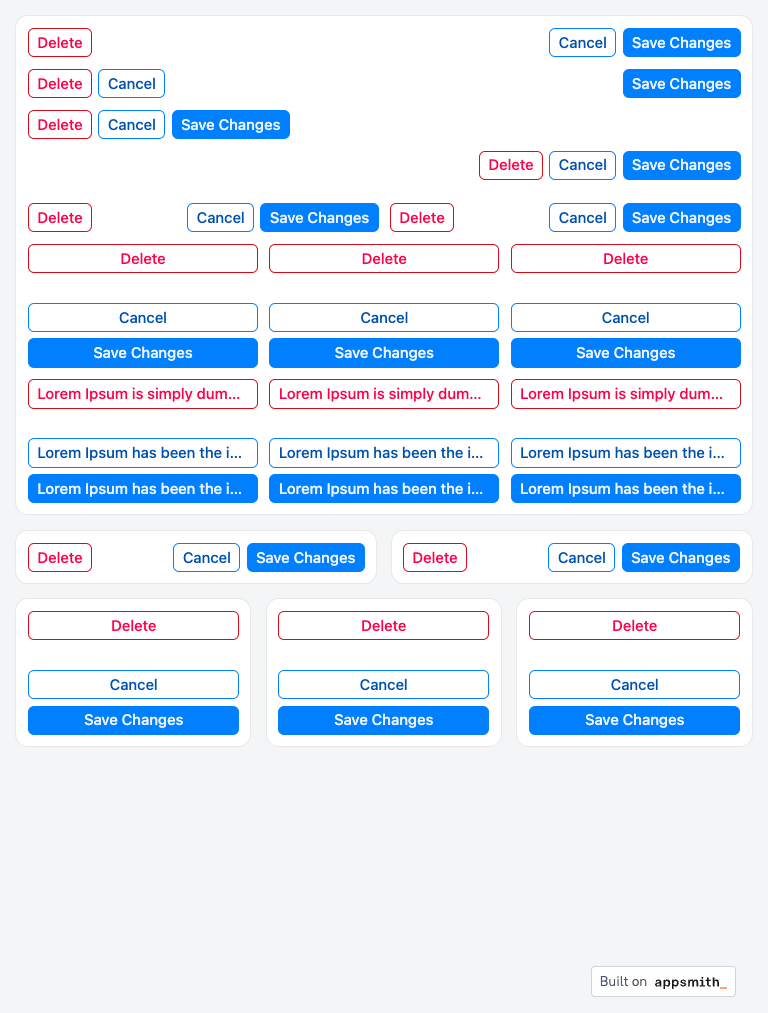 Delete Cancel Save Changes
Delete Cancel Save Changes
Delete Cancel Save Changes
Delete Cancel Save Changes
Delete Cancel Save Changes Delete Cancel Save Changes
Delete Delete Delete
Cancel Cancel Cancel
Save Changes Save Changes Save Changes
Lorem Ipsum is simply dum... Lorem Ipsum is simply dum... Lorem Ipsum is simply dum...
Lorem Ipsum has been the i... Lorem Ipsum has been the i... Lorem Ipsum has been the i...
Lorem Ipsum has been the i... Lorem Ipsum has been the i... Lorem Ipsum has been the i...
Delete Cancel Save Changes Delete Cancel Save Changes
Delete Delete Delete
Cancel Cancel Cancel
Save Changes Save Changes Save Changes
Built on appsmith_